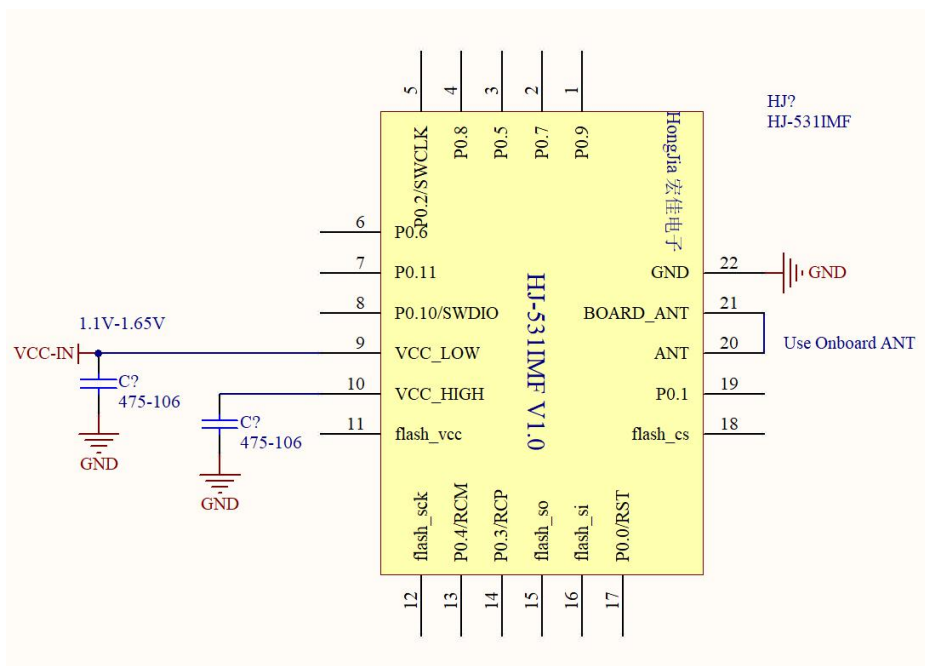 5
4
3
2
1
P0.2/SWCLK
P0.8
P0.5
P0.7
P0.9
HongJia 宏佳电子
HJ?
HJ-531IMF
6
P0.6
7
P0.11
8
P0.10/SWDIO
1.1V-1.65V
VCC-IN
9
VCC_LOW
C?
475-106
GND
10
VCC_HIGH
C?
475-106
GND
11
flash_vcc
HJ-531IMF V1.0
GND
22
GND
BOARD_ANT
21
Use Onboard ANT
ANT
20
P0.1
19
flash_cs
18
flash_sck
P0.4/RCM
P0.3/RCP
flash_so
flash_si
P0.0/RST
12
13
14
15
16
17